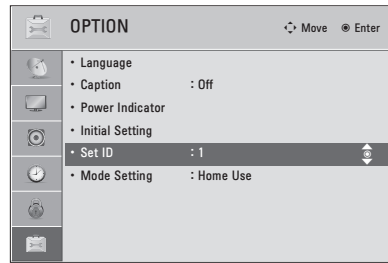 OPTION Move Enter
• Language
• Caption : Off
• Power Indicator
• Initial Setting
• Set ID : 1
• Mode Setting : Home Use